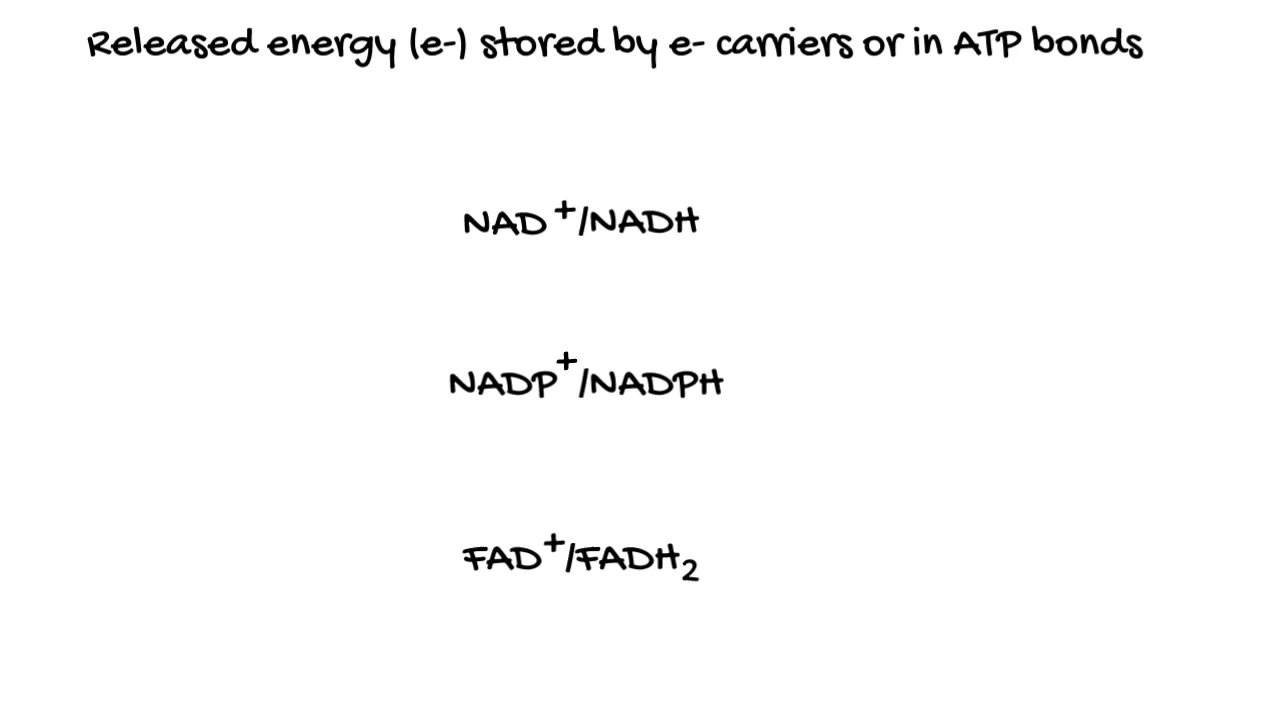 Released energy (e-) stored by e- carriers or in ATP bonds
NAD⁺/NADH
NADP⁺/NADPH
FAD⁺/FADH₂